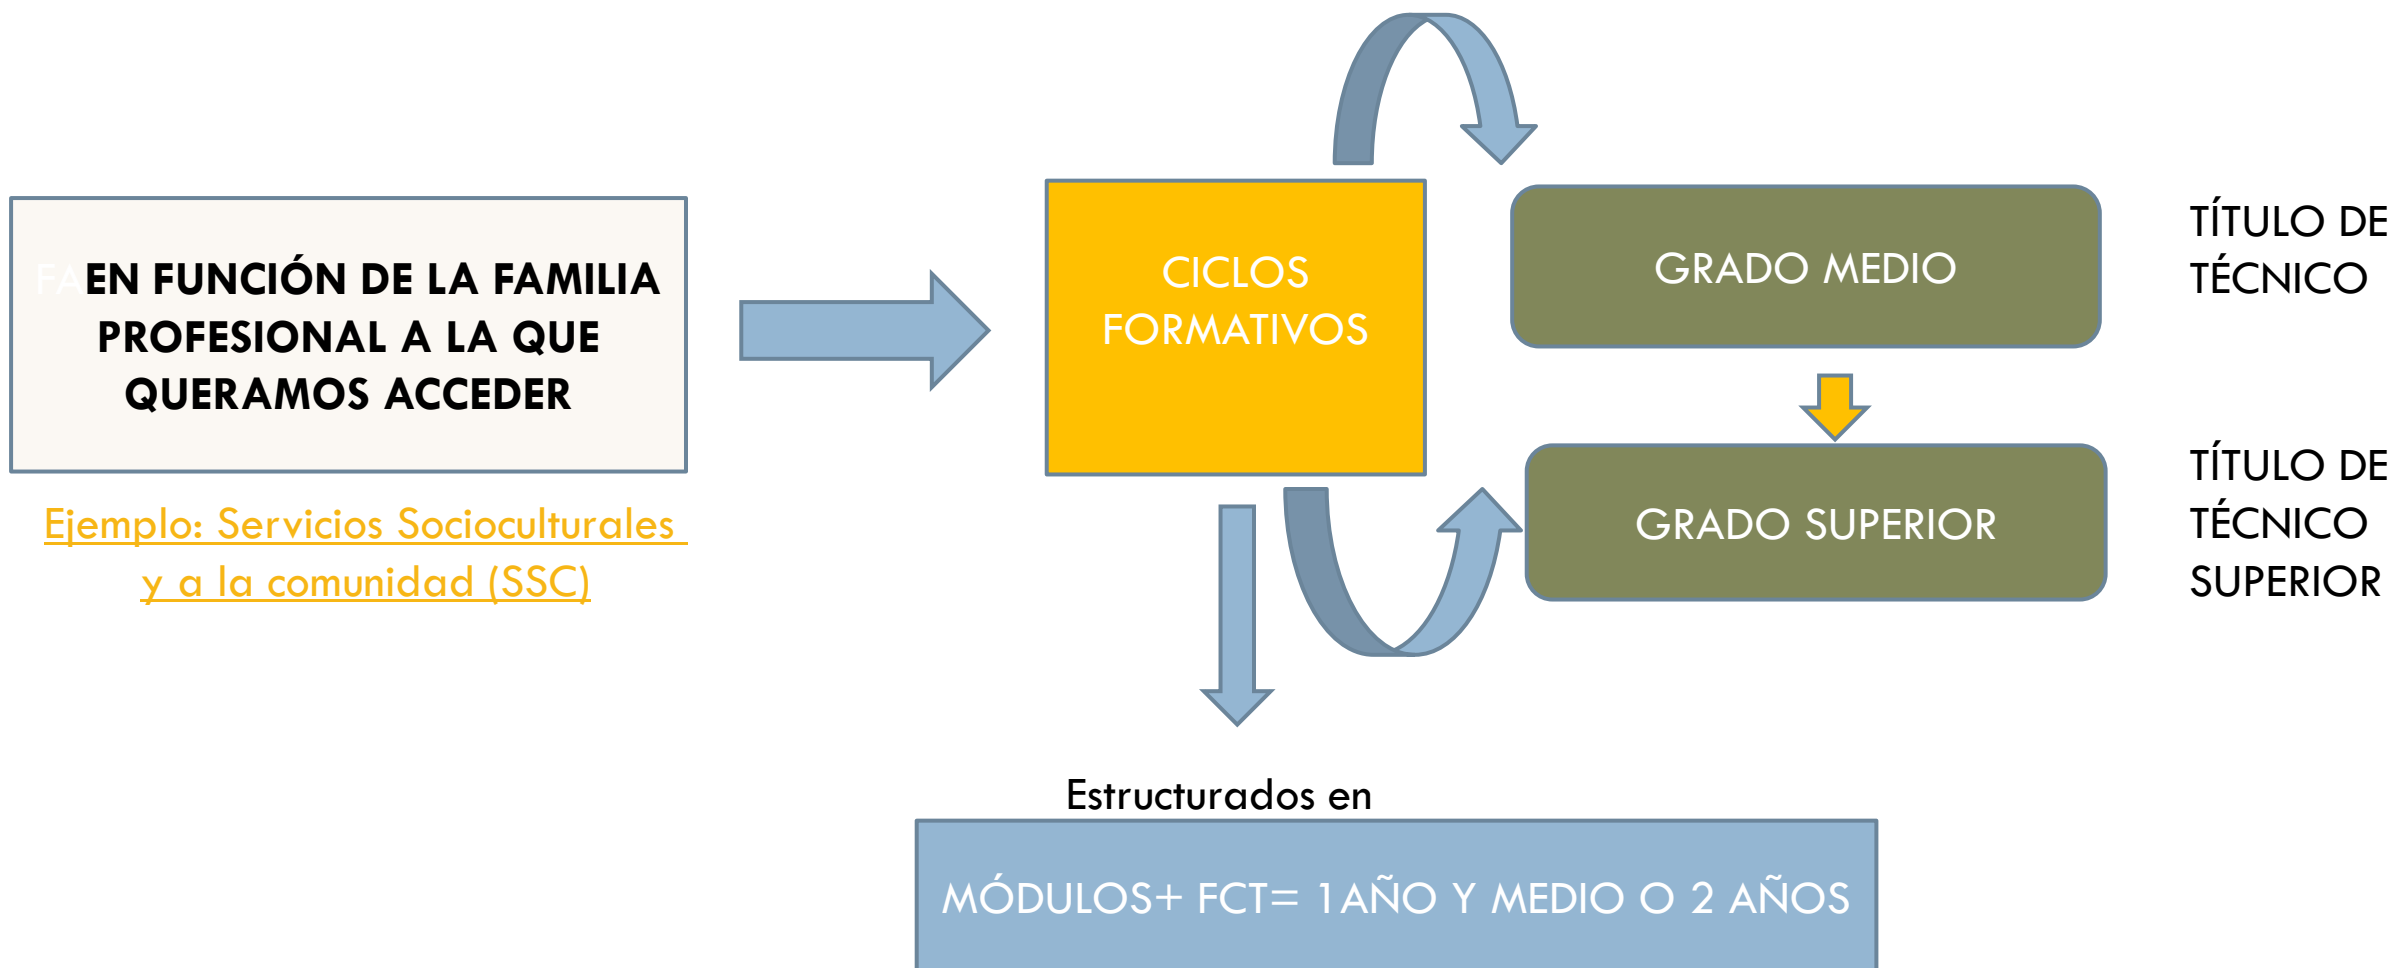 FAEN FUNCIÓN DE LA FAMILIA
PROFESIONAL A LA QUE
QUERAMOS ACCEDER
Ejemplo: Servicios Socioculturales
y a la comunidad (SSC)
CICLOS
FORMATIVOS
GRADO MEDIO
TÍTULO DE
TÉCNICO
GRADO SUPERIOR
TÍTULO DE
TÉCNICO
SUPERIOR
Estructurados en
MÓDULOS+ FCT= 1AÑO Y MEDIO O 2 AÑOS